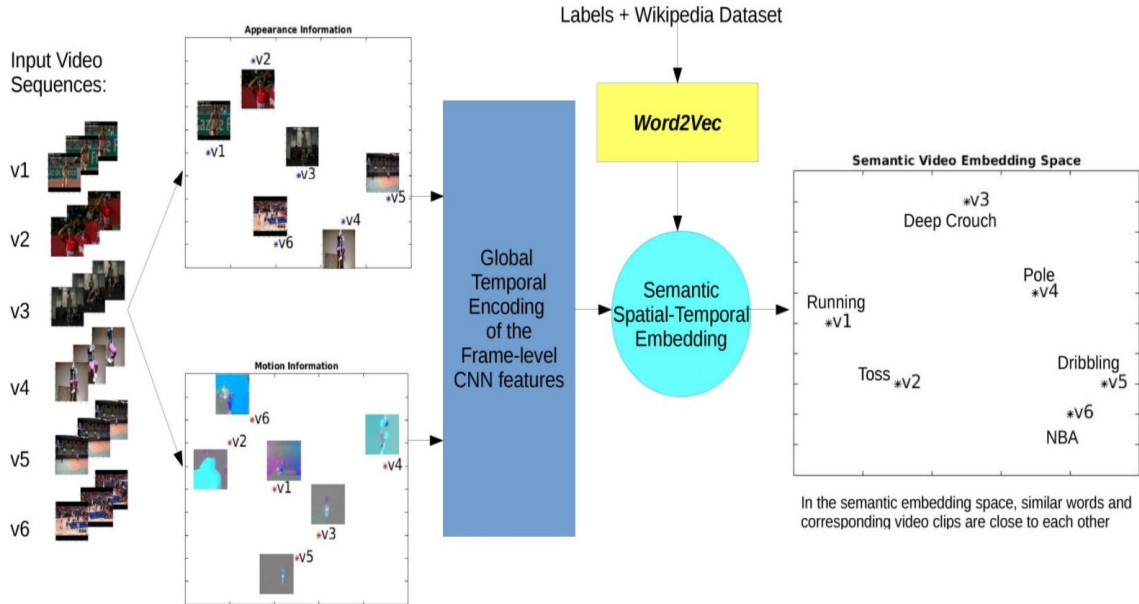 Input Video
Sequences:
v1
v2
v3
v4
v5
v6
Appearance Information
v2
v1
v3
v5
v4
v6
Motion Information
v6
v2
v4
v1
v3
v5
Global
Temporal
Encoding
of the
Frame-level
CNN features
Labels + Wikipedia Dataset
Word2Vec
Semantic
Spatial-Temporal
Embedding
Semantic Video Embedding Space
v3
Deep Crouch
Pole
v4
Running
v1
Toss
v2
Dribbling
v5
v6
NBA
In the semantic embedding space, similar words and
corresponding video clips are close to each other